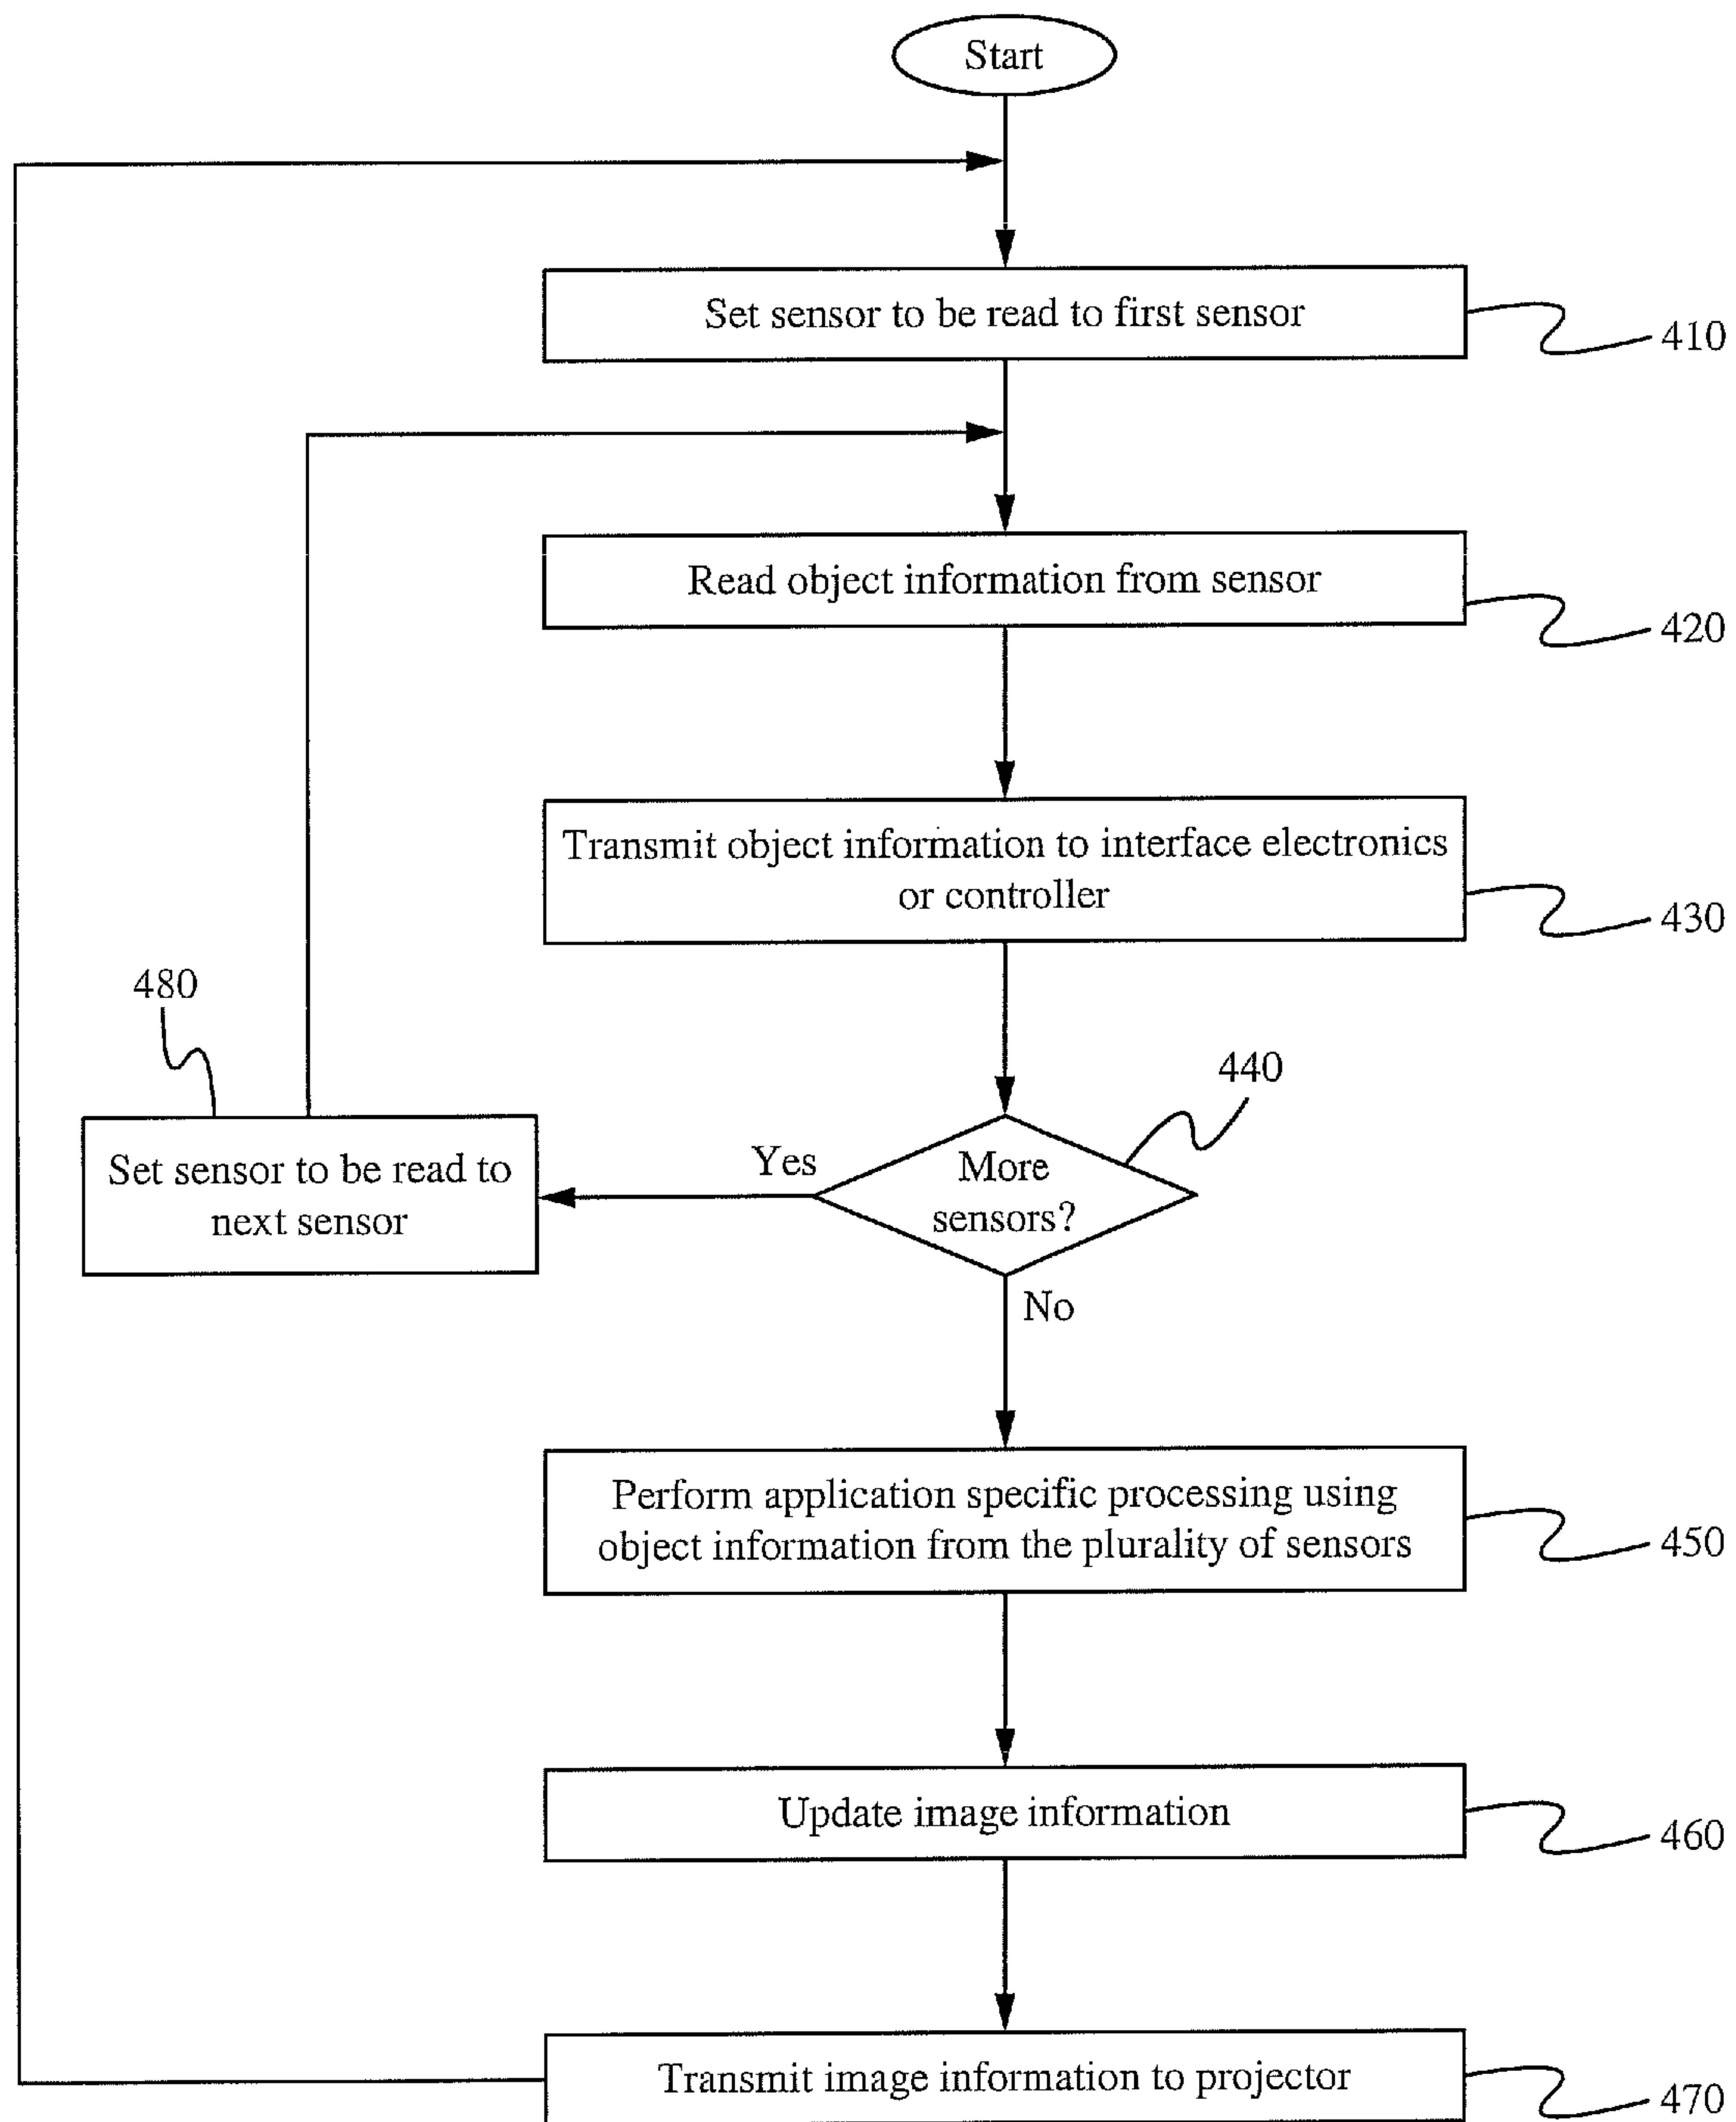 Start
Set sensor to be read to first sensor
410
Read object information from sensor
420
Transmit object information to interface electronics
or controller
430
480
440
Set sensor to be read to
next sensor
Yes
More
sensors?
No
Perform application specific processing using
object information from the plurality of sensors
450
Update image information
460
Transmit image information to projector
470